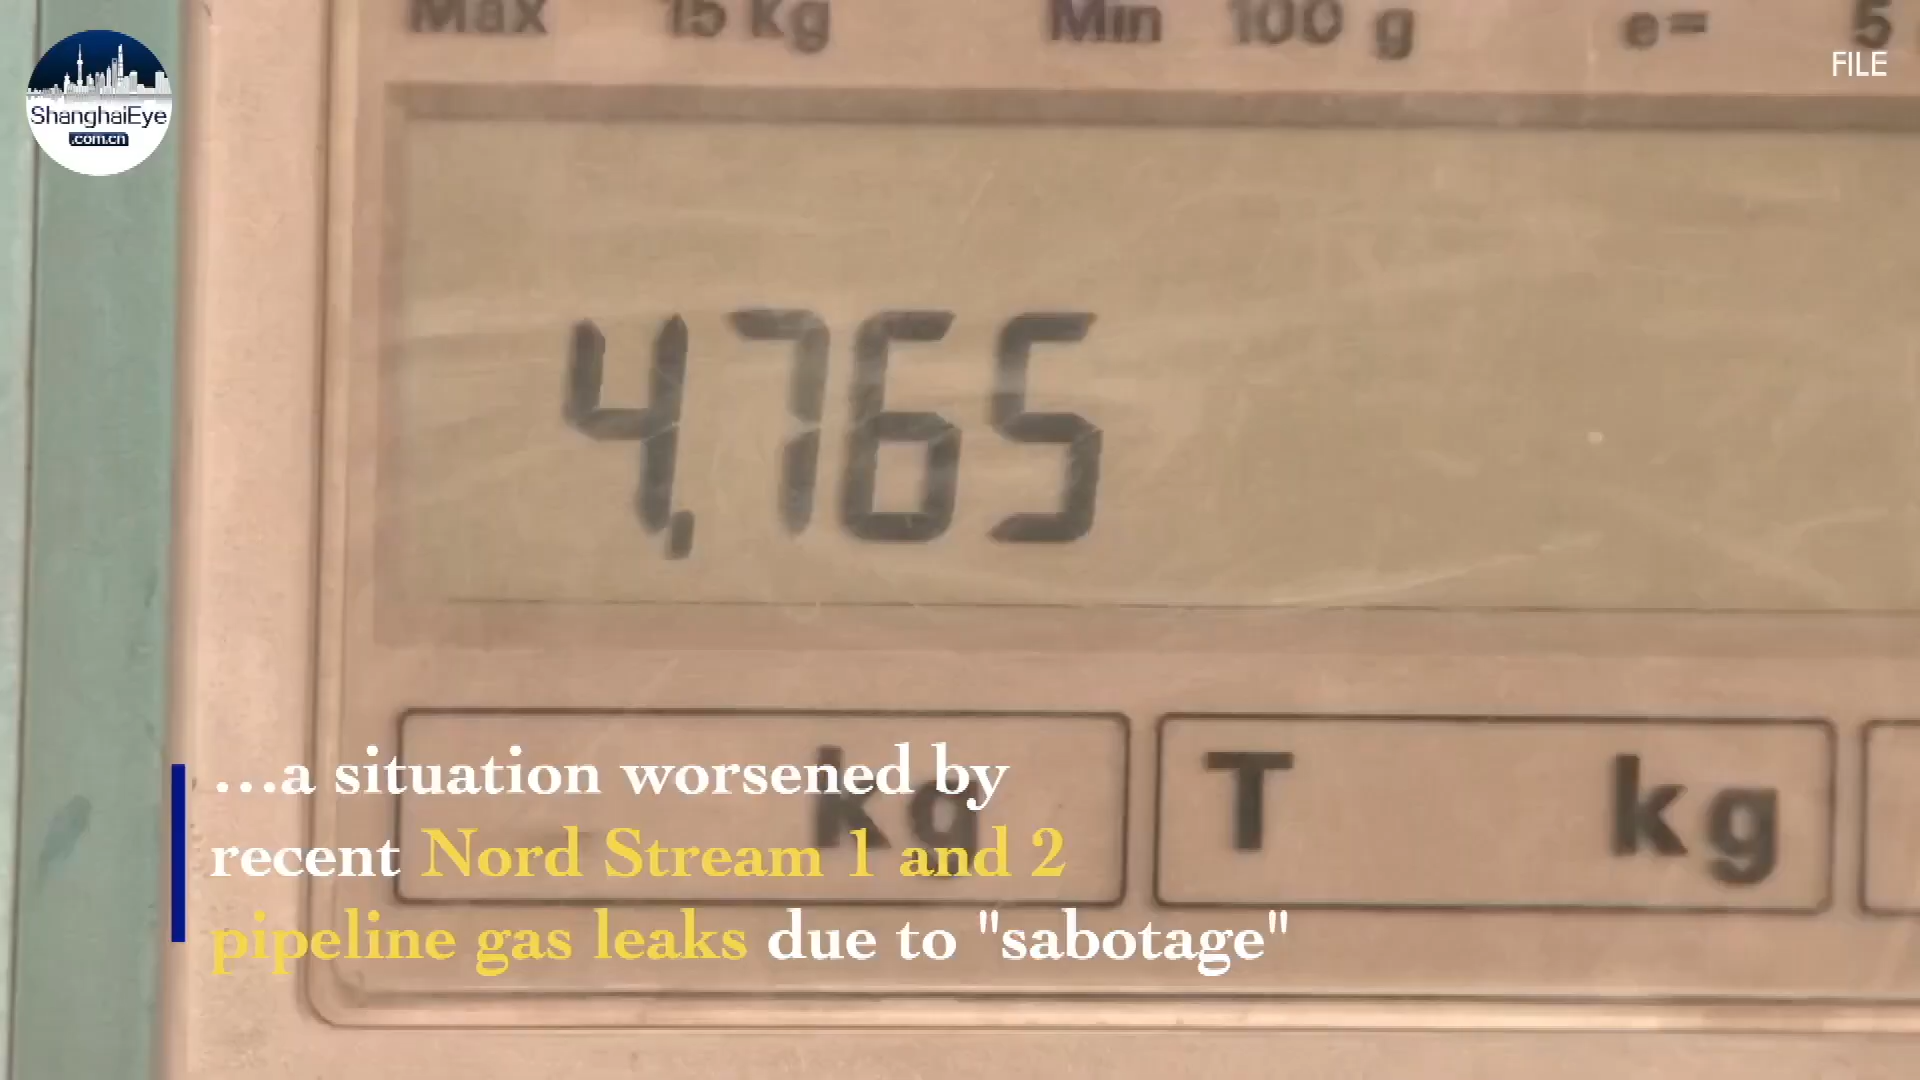 Max 15 kg Min 100 g e= 5
FILE
ShanghaiEye
.com.cn
4,765
kg
T kg
...a situation worsened by
recent Nord Stream 1 and 2
pipeline gas leaks due to "sabotage"